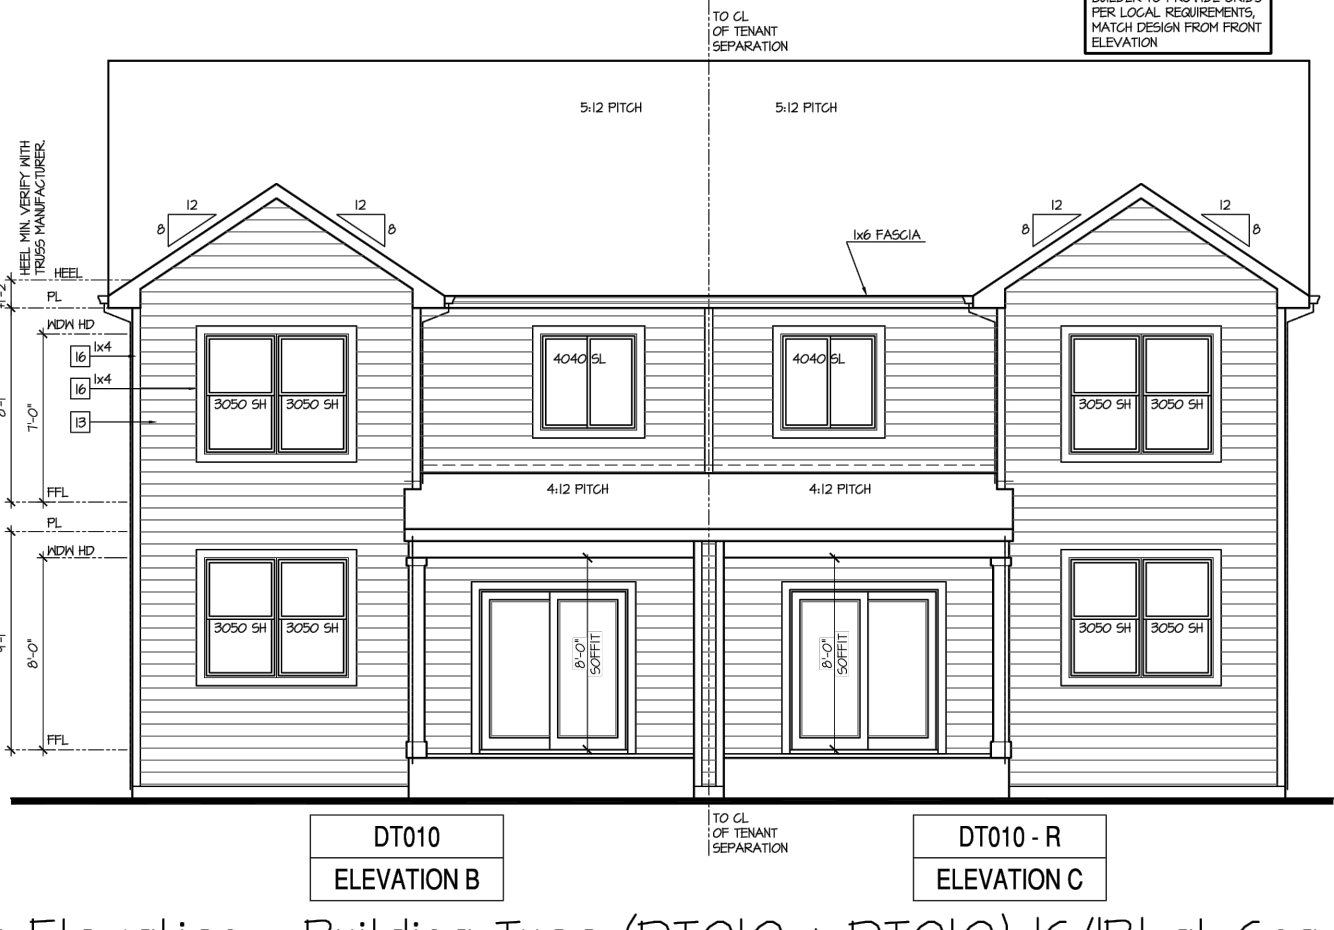 PER LOCAL REQUIREMENTS,
MATCH DESIGN FROM FRONT
ELEVATION
TO CL
OF TENANT
SEPARATION
5:12 PITCH
5:12 PITCH
HEEL MIN. VERIFY WITH
TRUSS MANUFACTURER.
12
8
12
8
12
8
12
8
1x6 FASCIA
HEEL
PL
WDW HD
16 1x4
16 1x4
13
7'-0"
4040 SL
4040 SL
3050 SH 3050 SH
3050 SH 3050 SH
FFL
4:12 PITCH
4:12 PITCH
PL
WDW HD
8'-0"
3050 SH 3050 SH
8'-0"
SOFFIT
8'-0"
SOFFIT
3050 SH 3050 SH
FFL
TO CL
OF TENANT
SEPARATION
DT010
ELEVATION B
DT010 - R
ELEVATION C